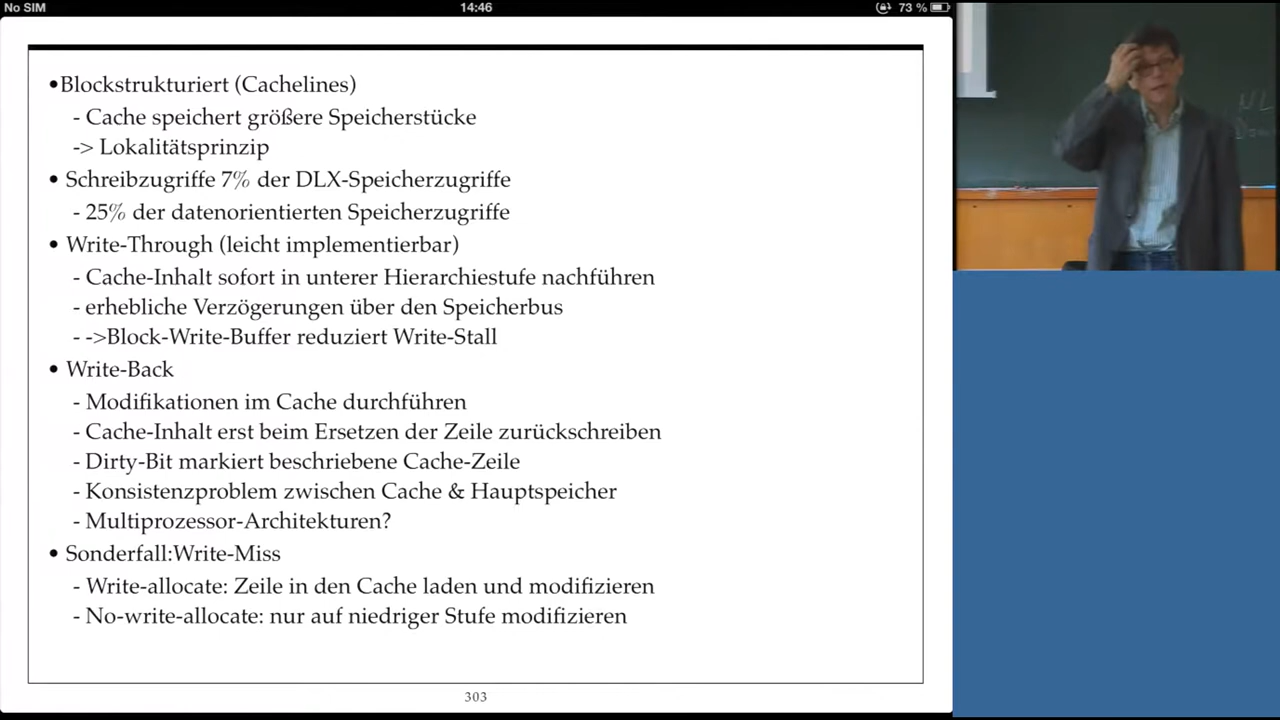 No SIM 14:46 73 %
•Blockstrukturiert (Cachelines)
- Cache speichert größere Speicherstücke
-> Lokalitätsprinzip
• Schreibzugriffe 7% der DLX-Speicherzugriffe
- 25% der datenorientierten Speicherzugriffe
• Write-Through (leicht implementierbar)
- Cache-Inhalt sofort in unterer Hierarchiestufe nachführen
- erhebliche Verzögerungen über den Speicherbus
- ->Block-Write-Buffer reduziert Write-Stall
• Write-Back
- Modifikationen im Cache durchführen
- Cache-Inhalt erst beim Ersetzen der Zeile zurückschreiben
- Dirty-Bit markiert beschriebene Cache-Zeile
- Konsistenzproblem zwischen Cache & Hauptspeicher
- Multiprozessor-Architekturen?
• Sonderfall:Write-Miss
- Write-allocate: Zeile in den Cache laden und modifizieren
- No-write-allocate: nur auf niedriger Stufe modifizieren
303